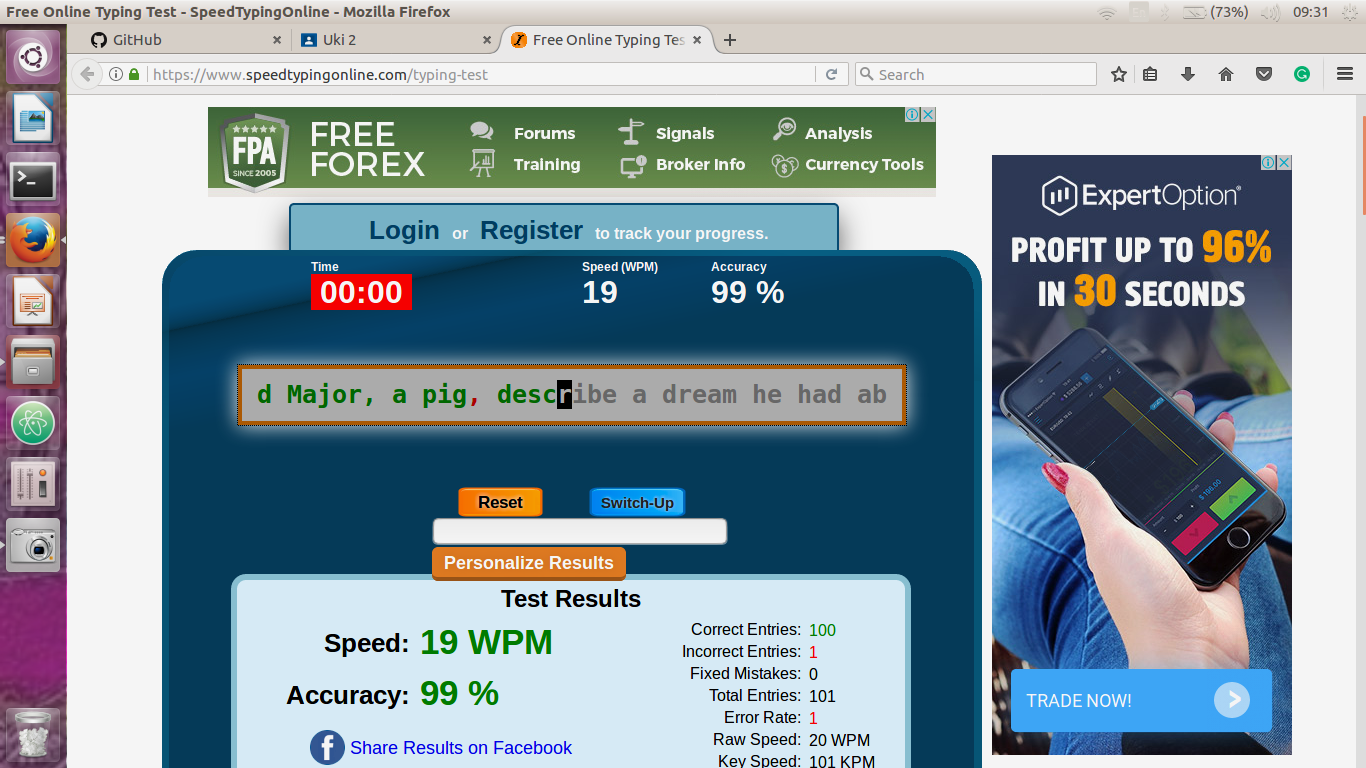 Free Online Typing Test - SpeedTypingOnline - Mozilla Firefox
(73%) 09:31
GitHub
Uki 2
Free Online Typing Tes
https://www.speedtypingonline.com/typing-test
Search
FPA
SINCE 2005
FREE
FOREX
Forums
Signals
Analysis
Training
Broker Info
Currency Tools
Login or Register to track your progress.
Time
Speed (WPM)
Accuracy
00:00
19
99 %
d Major, a pig, describe a dream he had ab
Reset
Switch-Up
Personalize Results
Test Results
Speed: 19 WPM
Accuracy: 99 %
Share Results on Facebook
Correct Entries: 100
Incorrect Entries: 1
Fixed Mistakes: 0
Total Entries: 101
Error Rate: 1
Raw Speed: 20 WPM
Key Speed: 101 KPM
ExpertOption
PROFIT UP TO 96%
IN 30 SECONDS
TRADE NOW!